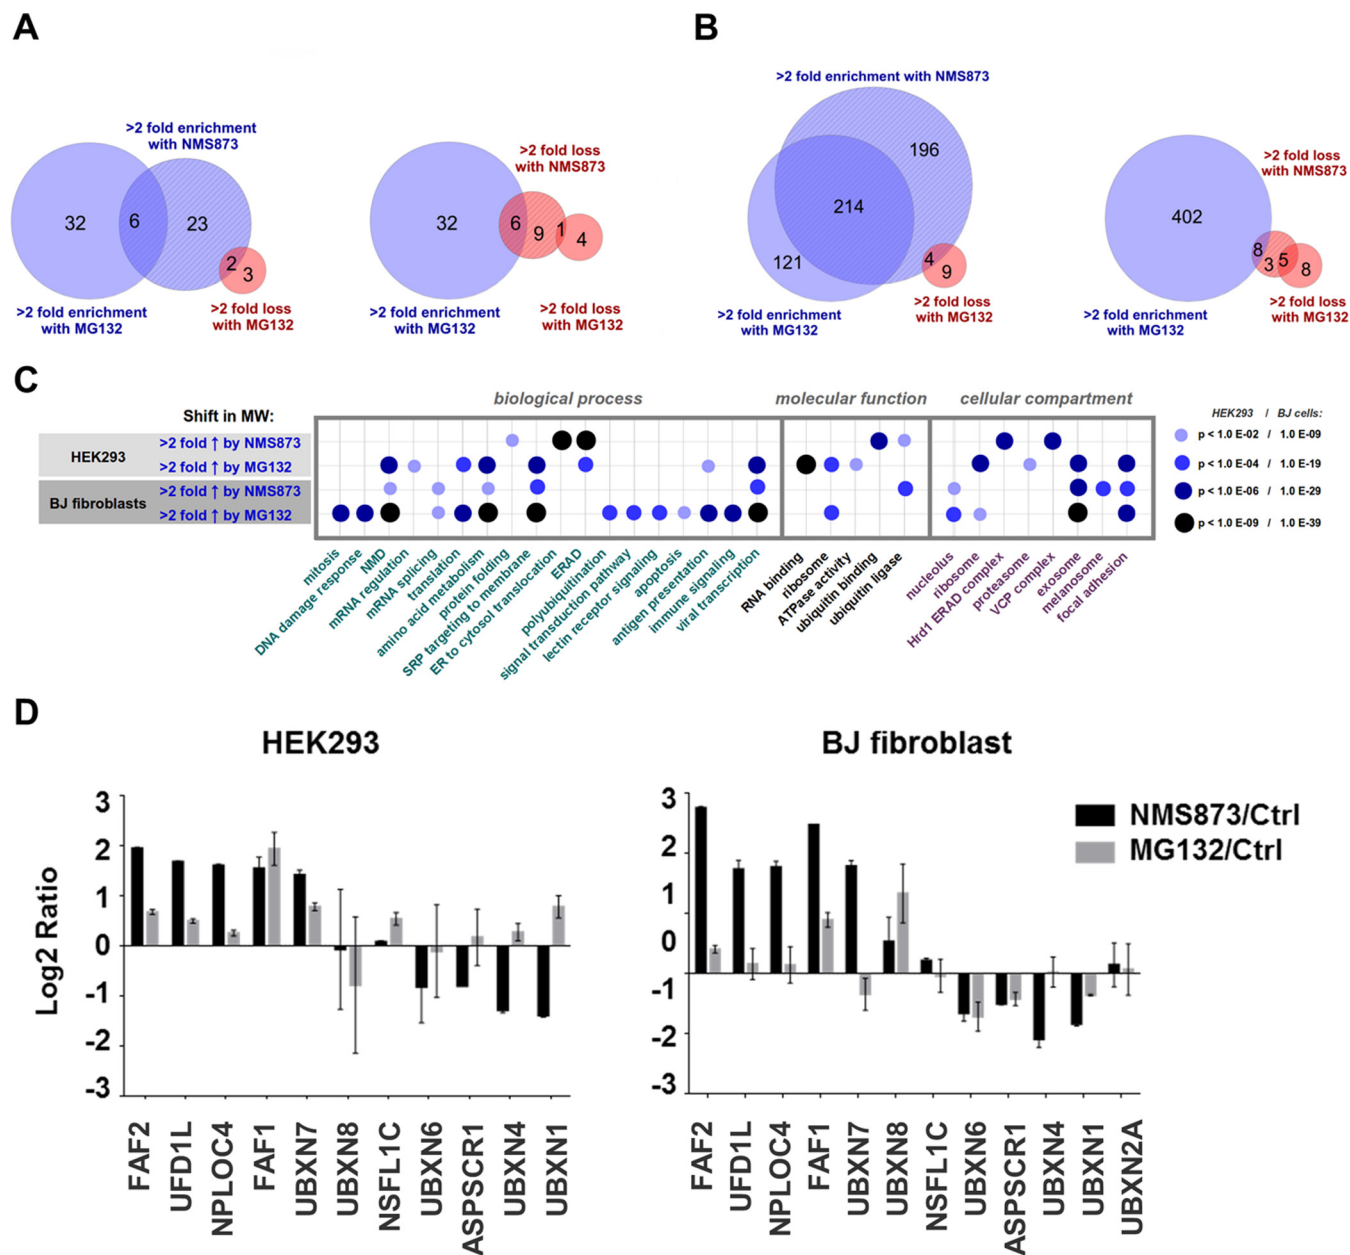 A
B
>2 fold enrichment
with NMS873
32
6
23
2
3
>2 fold enrichment
with MG132
>2 fold loss
with MG132
>2 fold loss
with NMS873
32
6
9
1
4
>2 fold enrichment
with MG132
>2 fold loss
with MG132
>2 fold enrichment with NMS873
196
214
121
4
9
>2 fold enrichment
with MG132
>2 fold loss
with MG132
>2 fold loss
with NMS873
402
8
3
5
8
>2 fold enrichment
with MG132
>2 fold loss
with MG132
C
biological process
molecular function
cellular compartment
Shift in MW:
HEK293
>2 fold ↑ by NMS873
>2 fold ↑ by MG132
BJ fibroblasts
>2 fold ↑ by NMS873
>2 fold ↑ by MG132
HEK293 / BJ cells:
p < 1.0 E-02 / 1.0 E-09
p < 1.0 E-04 / 1.0 E-19
p < 1.0 E-06 / 1.0 E-29
p < 1.0 E-09 / 1.0 E-39
mitosis
DNA damage response
NMD
mRNA regulation
mRNA splicing
translation
amino acid metabolism
protein folding
SRP targeting to membrane
ER to cytosol translocation
ERAD
polyubiquitination
signal transduction pathway
lectin receptor signaling
apoptosis
antigen presentation
immune signaling
viral transcription
RNA binding
ribosome
ATPase activity
ubiquitin binding
ubiquitin ligase
nucleolus
ribosome
Hrd1 ERAD complex
proteasome
VCP complex
exosome
melanosome
focal adhesion
D
HEK293
Log2 Ratio
3
2
1
0
-1
-2
-3
FAF2
UFD1L
NPLOC4
FAF1
UBXN7
UBXN8
NSFL1C
UBXN6
ASPSCR1
UBXN4
UBXN1
BJ fibroblast
3
2
1
0
-1
-2
-3
FAF2
UFD1L
NPLOC4
FAF1
UBXN7
UBXN8
NSFL1C
UBXN6
ASPSCR1
UBXN4
UBXN1
UBXN2A
NMS873/Ctrl
MG132/Ctrl